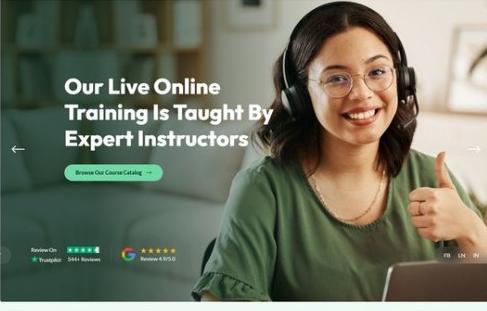 Our Live Online
Training Is Taught By
Expert Instructors
Browse Our Course Catalog
Review On
Trustpilot
544+ Reviews
Review 4.9/5.0
FB LN IN